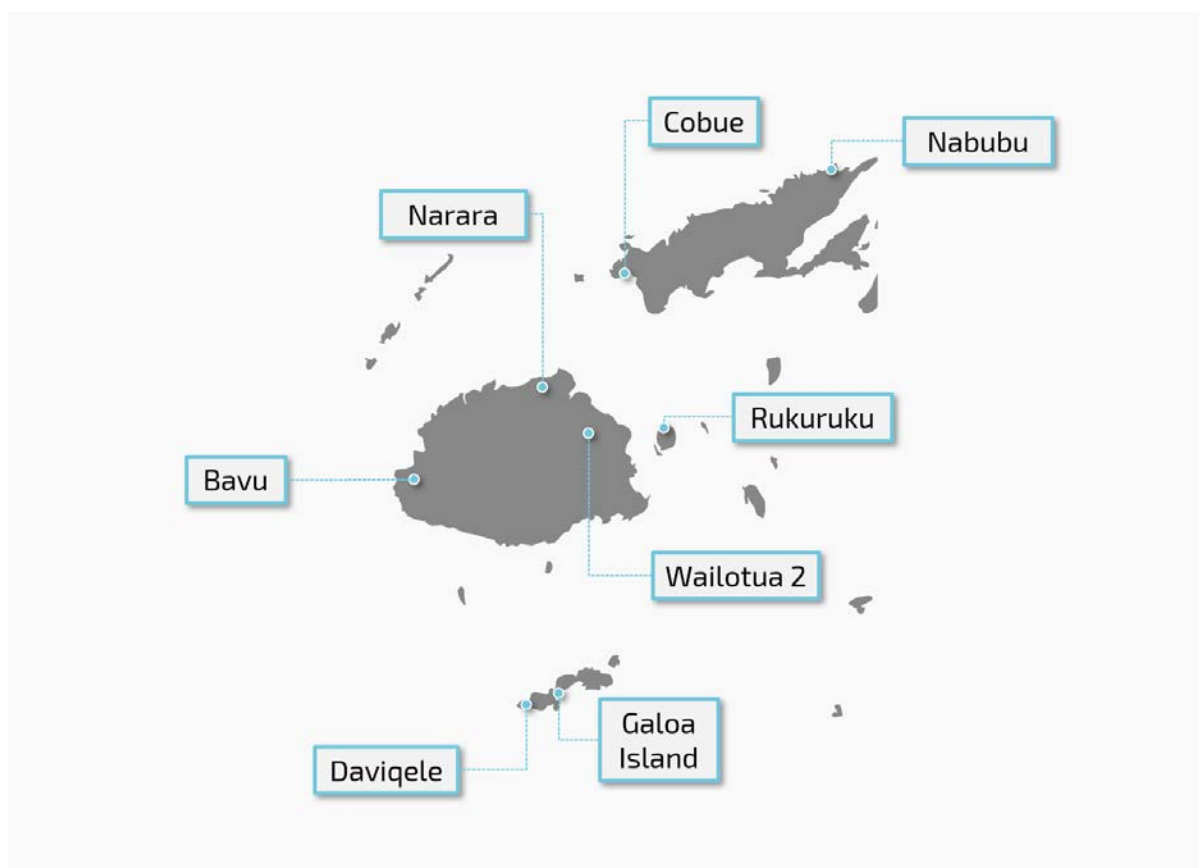 Cobue
Nabubu
Narara
Rukuruku
Bavu
Wailotua 2
Galoa
Island
Daviqele